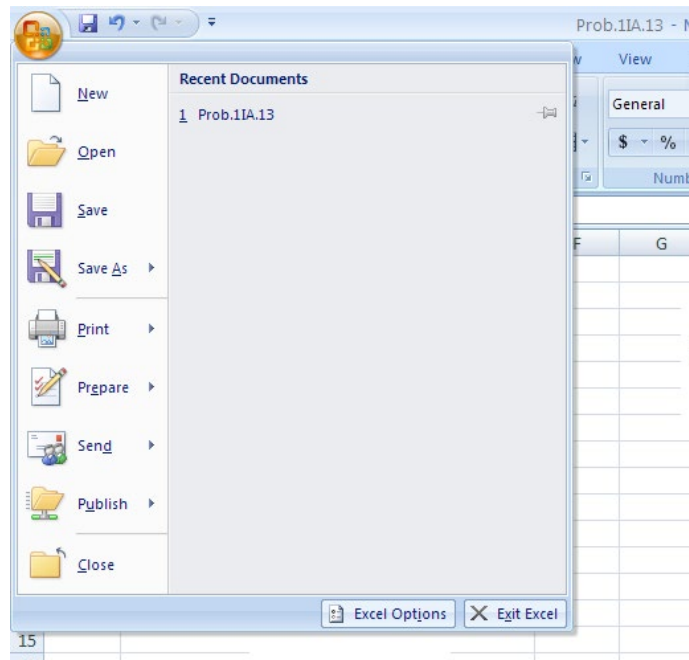 Prob.1IA.13 -
View
General
$ %
F G
New
Open
Save
Save As
Print
Prepare
Send
Publish
Close
Recent Documents
1 Prob.1IA.13
Excel Options
Exit Excel
15